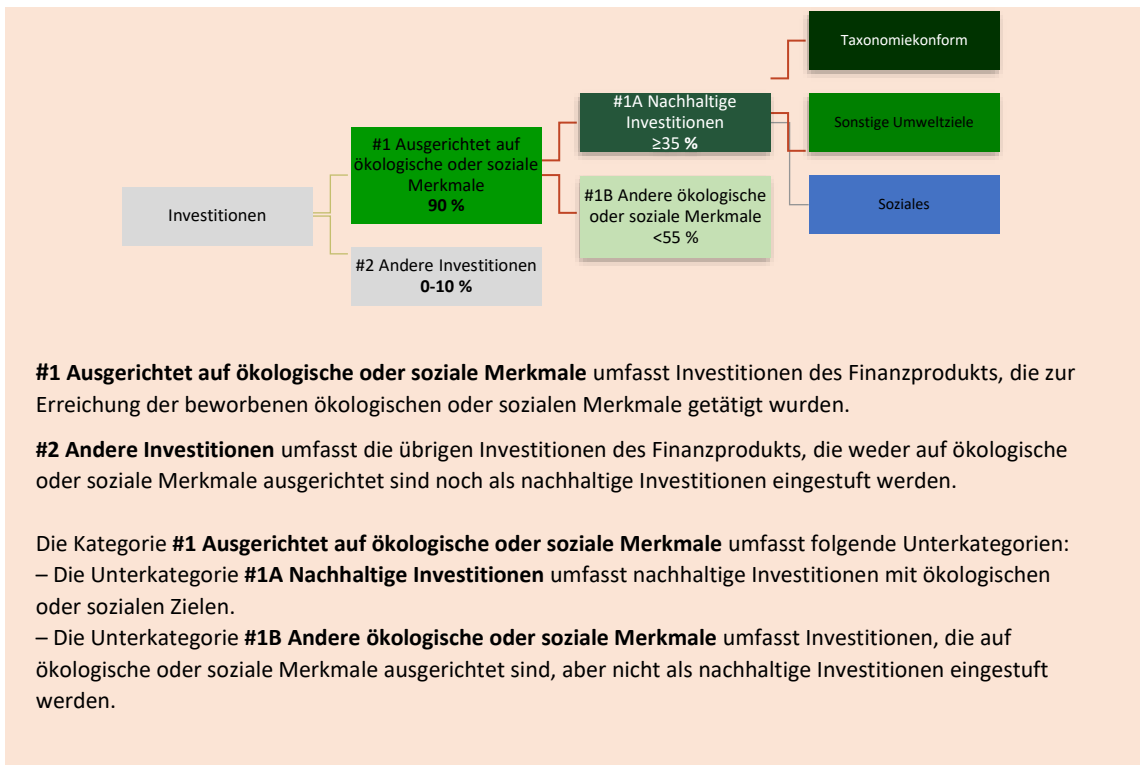 Investitionen
#1 Ausgerichtet auf
ökologische oder soziale
Merkmale
90 %
#2 Andere Investitionen
0-10 %
#1A Nachhaltige
Investitionen
≥35 %
#1B Andere ökologische
oder soziale Merkmale
<55 %
Taxonomiekonform
Sonstige Umweltziele
Soziales
#1 Ausgerichtet auf ökologische oder soziale Merkmale umfasst Investitionen des Finanzprodukts, die zur
Erreichung der beworbenen ökologischen oder sozialen Merkmale getätigt wurden.
#2 Andere Investitionen umfasst die übrigen Investitionen des Finanzprodukts, die weder auf ökologische
oder soziale Merkmale ausgerichtet sind noch als nachhaltige Investitionen eingestuft werden.
Die Kategorie #1 Ausgerichtet auf ökologische oder soziale Merkmale umfasst folgende Unterkategorien:
– Die Unterkategorie #1A Nachhaltige Investitionen umfasst nachhaltige Investitionen mit ökologischen
oder sozialen Zielen.
– Die Unterkategorie #1B Andere ökologische oder soziale Merkmale umfasst Investitionen, die auf
ökologische oder soziale Merkmale ausgerichtet sind, aber nicht als nachhaltige Investitionen eingestuft
werden.